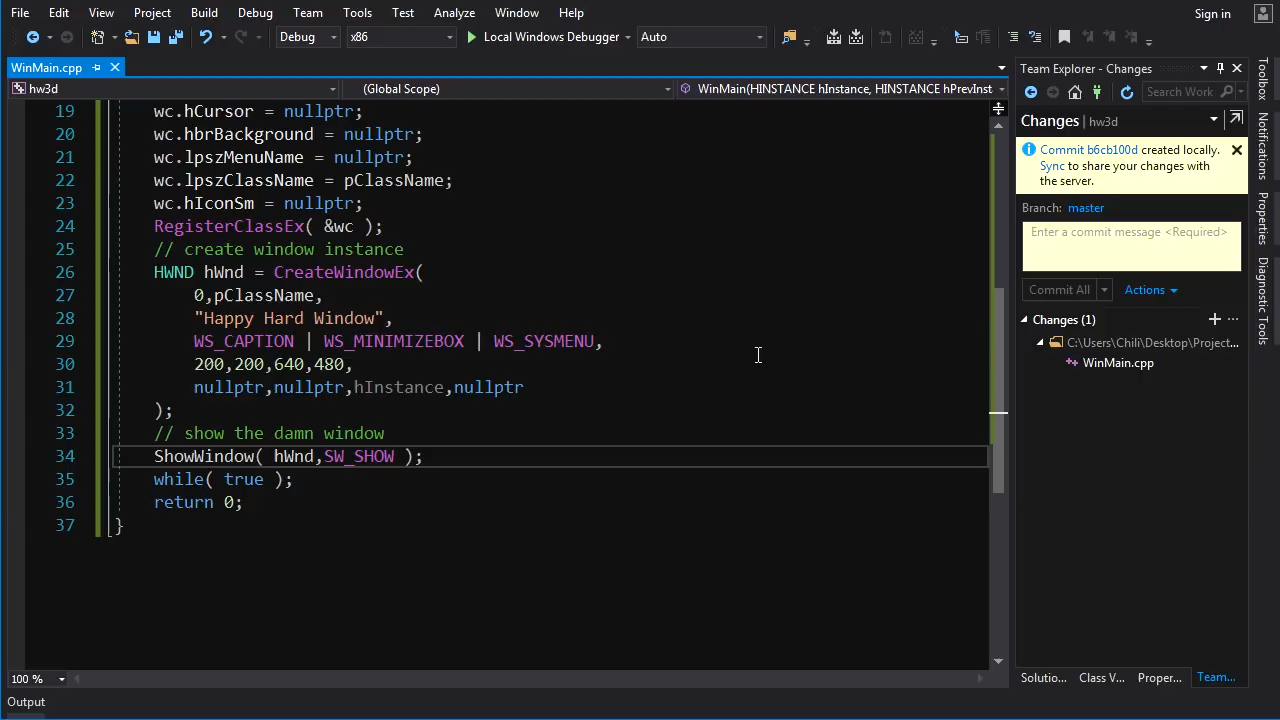 File Edit View Project Build Debug Team Tools Test Analyze Window Help Sign in
Debug x86 Local Windows Debugger Auto
WinMain.cpp
hw3d (Global Scope) WinMain(HINSTANCE hInstance, HINSTANCE hPrevInst
19 wc.hCursor = nullptr;
20 wc.hbrBackground = nullptr;
21 wc.lpszMenuName = nullptr;
22 wc.lpszClassName = pClassName;
23 wc.hIconSm = nullptr;
24 RegisterClassEx( &wc );
25 // create window instance
26 HWND hWnd = CreateWindowEx(
27 0,pClassName,
28 "Happy Hard Window",
29 WS_CAPTION | WS_MINIMIZEBOX | WS_SYSMENU,
30 200,200,640,480,
31 nullptr,nullptr,hInstance,nullptr
32 );
33 // show the damn window
34 ShowWindow( hWnd,SW_SHOW );
35 while( true );
36 return 0;
37 }
100 %
Output
Team Explorer - Changes
Search Work
Changes | hw3d
Commit b6cb100d created locally.
Sync to share your changes with
the server.
Branch: master
Enter a commit message <Required>
Commit All Actions
Changes (1)
C:\Users\Chili\Desktop\Project...
WinMain.cpp
Solutio... Class V... Proper... Team...
Toolbox
Notifications
Properties
Diagnostic Tools